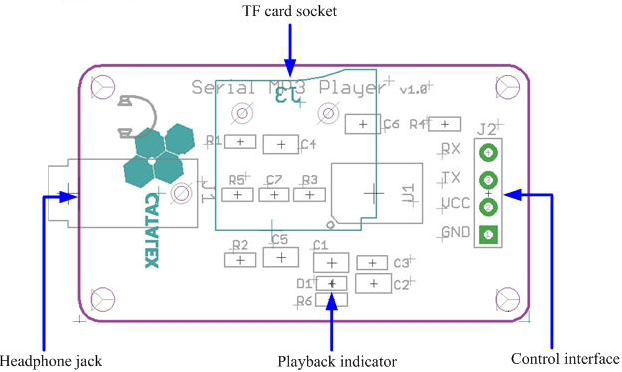 TF card socket
Serial MP3 Player v1.0
J3
C6
R4
J2
R1
C4
RX
TX
VCC
GND
J1
R5
C7
R3
U1
CATALEX
R2
C5
C1
C3
D1
C2
R6
Headphone jack
Playback indicator
Control interface